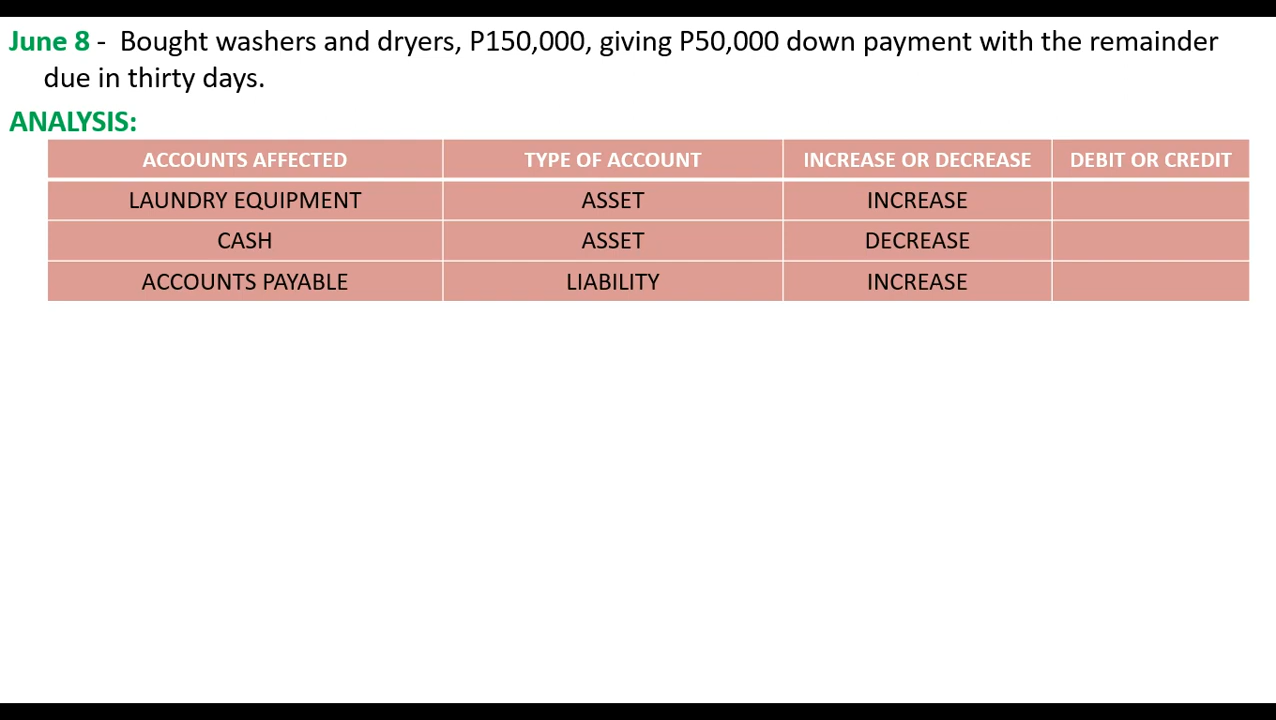 June 8 - Bought washers and dryers, P150,000, giving P50,000 down payment with the remainder
due in thirty days.
ANALYSIS:
ACCOUNTS AFFECTED TYPE OF ACCOUNT INCREASE OR DECREASE DEBIT OR CREDIT
LAUNDRY EQUIPMENT ASSET INCREASE
CASH ASSET DECREASE
ACCOUNTS PAYABLE LIABILITY INCREASE